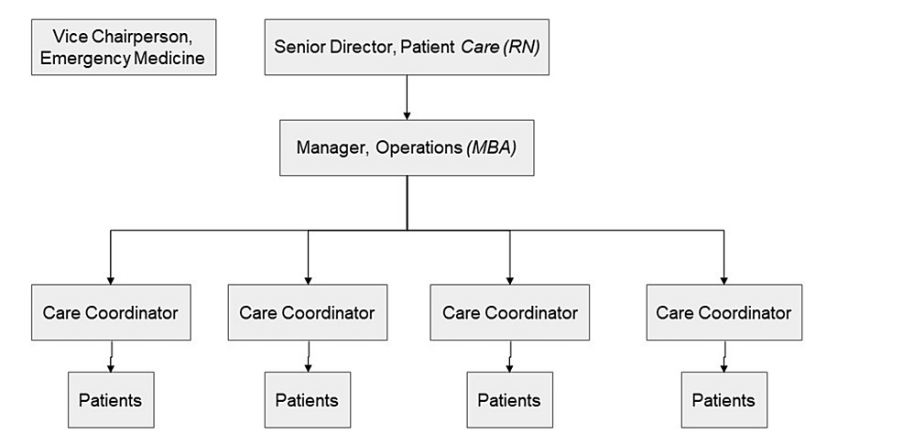 Vice Chairperson,
Emergency Medicine
Senior Director, Patient Care (RN)
Manager, Operations (MBA)
Care Coordinator
Care Coordinator
Care Coordinator
Care Coordinator
Patients
Patients
Patients
Patients